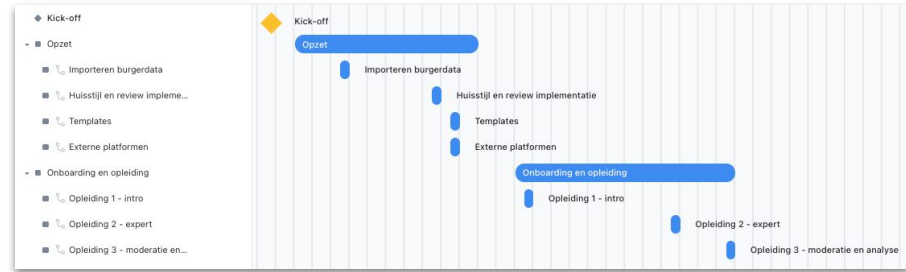 Kick-off
Kick-off
Opzet
Opzet
Importeren burgerdata
Importeren burgerdata
Huisstijl en review impleme...
Huisstijl en review implementatie
Templates
Templates
Externe platformen
Externe platformen
Onboarding en opleiding
Onboarding en opleiding
Opleiding 1 - intro
Opleiding 1 - intro
Opleiding 2 - expert
Opleiding 2 - expert
Opleiding 3 - moderatie en...
Opleiding 3 - moderatie en analyse